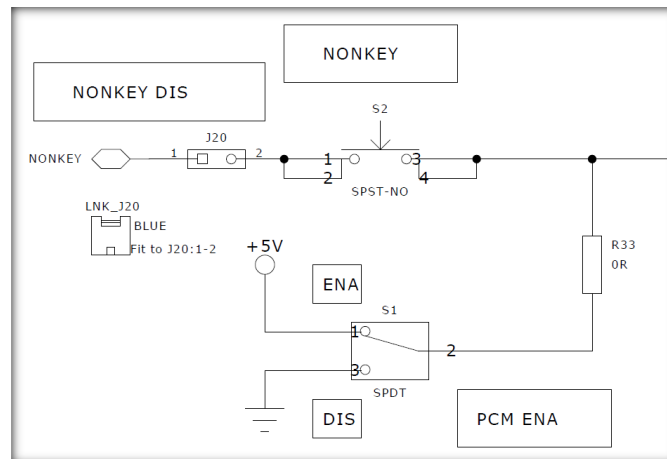 NONKEY
NONKEY DIS
S2
J20
NONKEY
1
2
1
3
2
4
SPST-NO
LNK_J20
BLUE
Fit to J20:1-2
+5V
R33
0R
ENA
S1
1
2
3
SPDT
DIS
PCM ENA